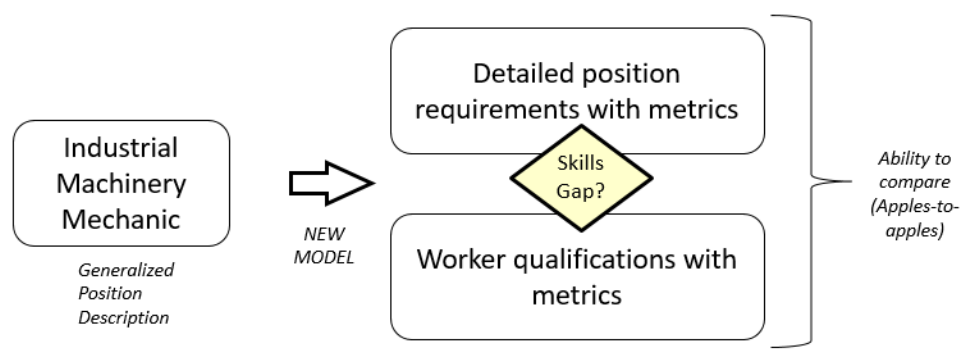 Industrial
Machinery
Mechanic
Generalized
Position
Description
NEW
MODEL
Detailed position
requirements with metrics
Skills
Gap?
Worker qualifications with
metrics
Ability to
compare
(Apples-to-
apples)